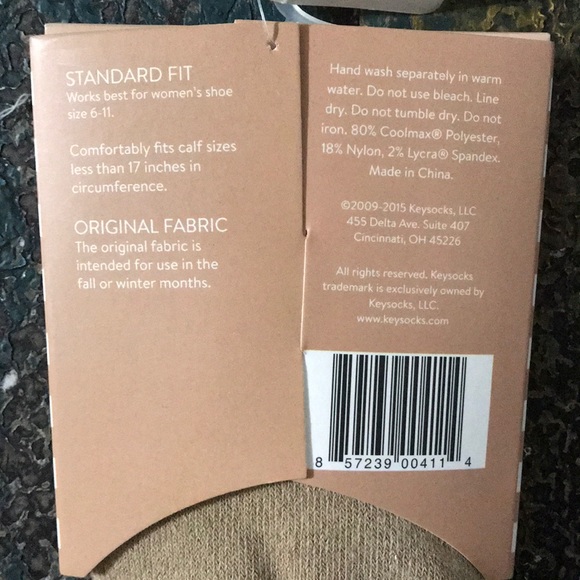 STANDARD FIT
Works best for women's shoe
size 6-11.
Comfortably fits calf sizes
less than 17 inches in
circumference.
ORIGINAL FABRIC
The original fabric is
intended for use in the
fall or winter months.
Hand wash separately in warm
water. Do not use bleach. Line
dry. Do not tumble dry. Do not
iron. 80% Coolmax® Polyester,
18% Nylon, 2% Lycra® Spandex.
Made in China.
©2009-2015 Keysocks, LLC
455 Delta Ave. Suite 407
Cincinnati, OH 45226
All rights reserved. Keysocks
trademark is exclusively owned by
Keysocks, LLC.
www.keysocks.com
8 57239 00411 4